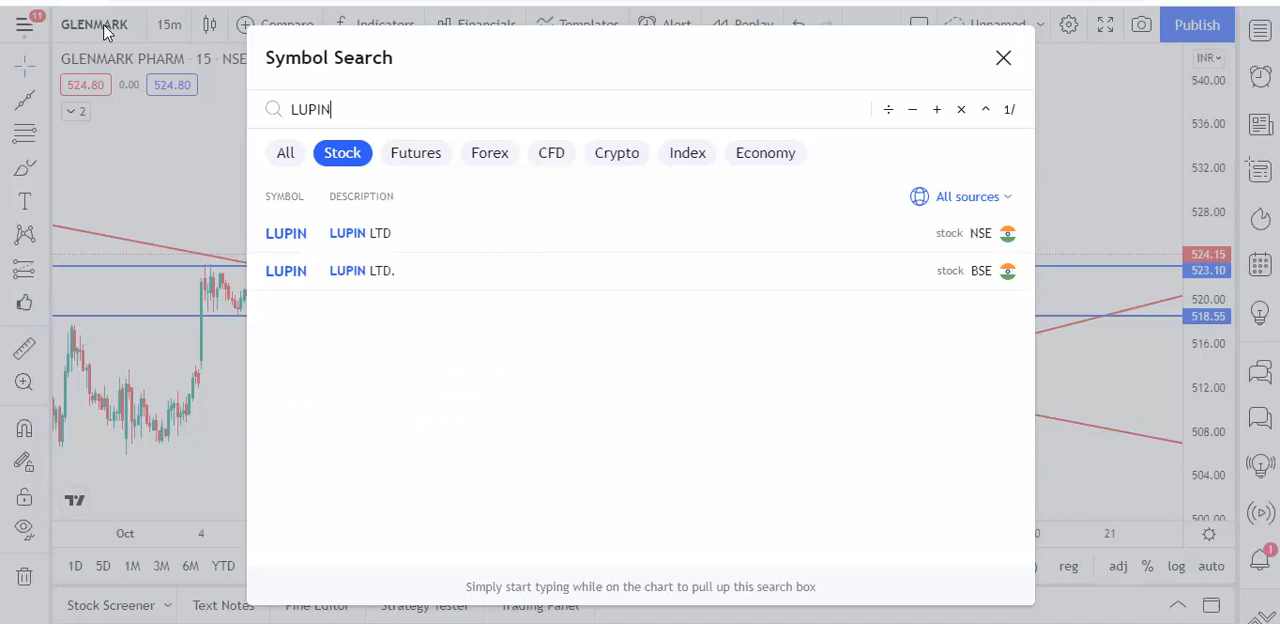 11
GLENMARK 15m Compare Indicators Financials Templates Alert Replay Unnamed Publish
GLENMARK PHARM · 15 · NSE
524.80 0.00 524.80
2
Symbol Search
LUPIN
÷ − + × ^ 1/
All Stock Futures Forex CFD Crypto Index Economy
SYMBOL DESCRIPTION All sources
LUPIN LUPIN LTD stock NSE
LUPIN LUPIN LTD. stock BSE
Simply start typing while on the chart to pull up this search box
INR
540.00
536.00
532.00
528.00
524.15
523.10
520.00
518.55
516.00
512.00
508.00
504.00
500.00
Oct 4 21
1D 5D 1M 3M 6M YTD reg adj % log auto
1
Stock Screener Text Notes Pine Editor Strategy Tester Trading Panel